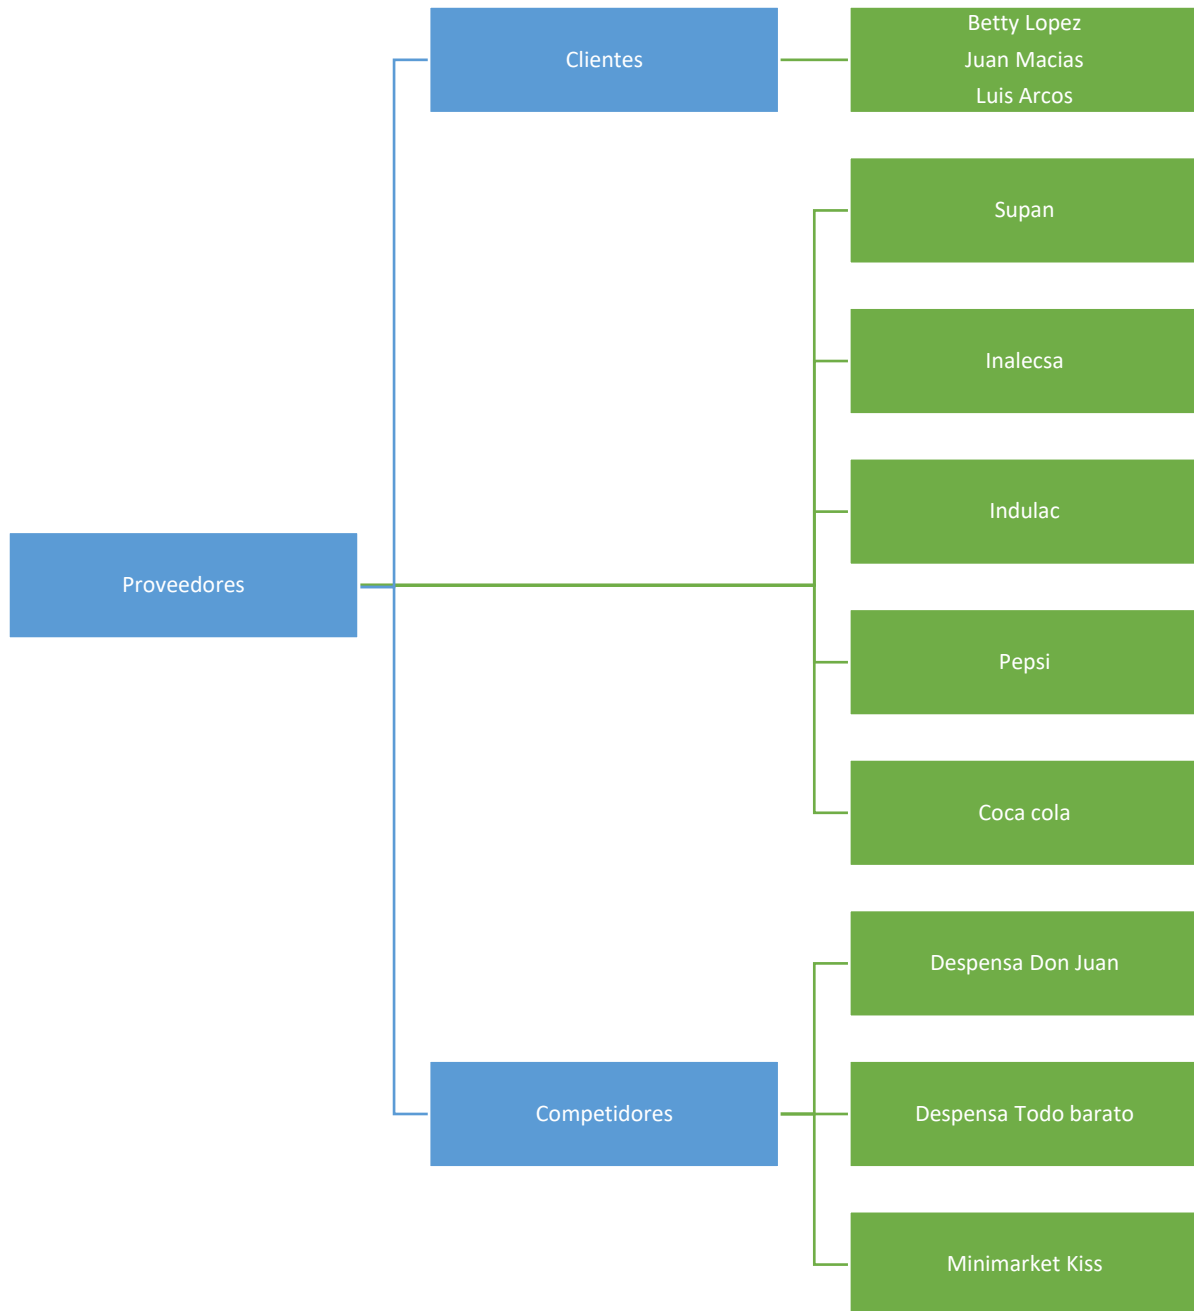 Clientes
Betty Lopez
Juan Macias
Luis Arcos
Supan
Inalecsa
Indulac
Proveedores
Pepsi
Coca cola
Despensa Don Juan
Competidores
Despensa Todo barato
Minimarket Kiss